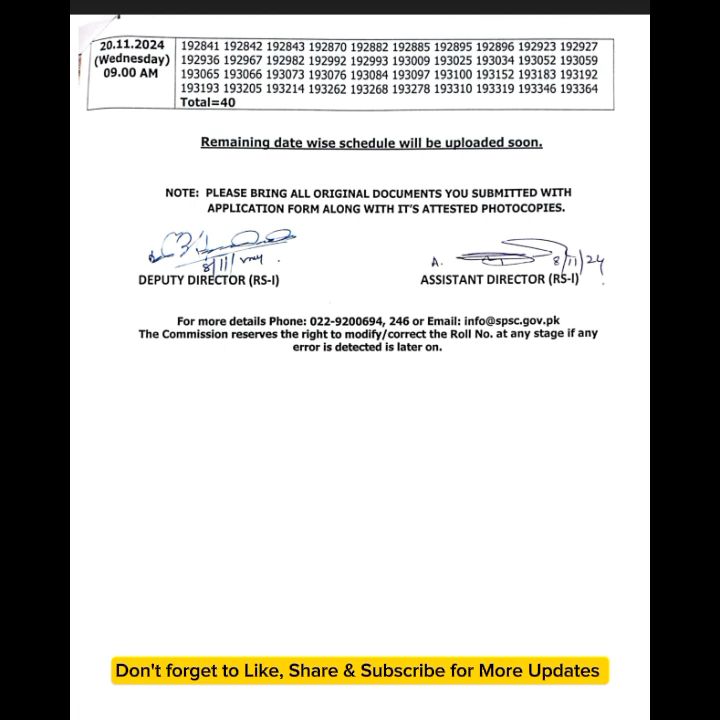 20.11.2024
(Wednesday)
09.00 AM
192841 192842 192843 192870 192882 192885 192895 192896 192923 192927
192936 192967 192982 192992 192993 193009 193025 193034 193052 193059
193065 193066 193073 193076 193084 193097 193100 193152 193183 193192
193193 193205 193214 193262 193268 193278 193310 193319 193346 193364
Total=40
Remaining date wise schedule will be uploaded soon.
NOTE: PLEASE BRING ALL ORIGINAL DOCUMENTS YOU SUBMITTED WITH
APPLICATION FORM ALONG WITH IT'S ATTESTED PHOTOCOPIES.
8/11/
DEPUTY DIRECTOR (RS-I)
A. 8/11/24
ASSISTANT DIRECTOR (RS-I)
For more details Phone: 022-9200694, 246 or Email: info@spsc.gov.pk
The Commission reserves the right to modify/correct the Roll No. at any stage if any
error is detected is later on.
Don't forget to Like, Share & Subscribe for More Updates